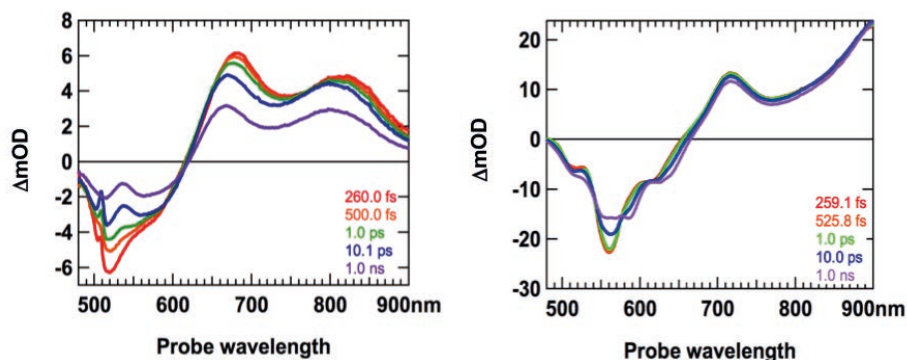 8
6
4
2
0
-2
-4
-6
ΔmOD
260.0 fs
500.0 fs
1.0 ps
10.1 ps
1.0 ns
500 600 700 800 900nm
Probe wavelength
20
10
0
-10
-20
-30
ΔmOD
259.1 fs
525.8 fs
1.0 ps
10.0 ps
1.0 ns
500 600 700 800 900nm
Probe wavelength